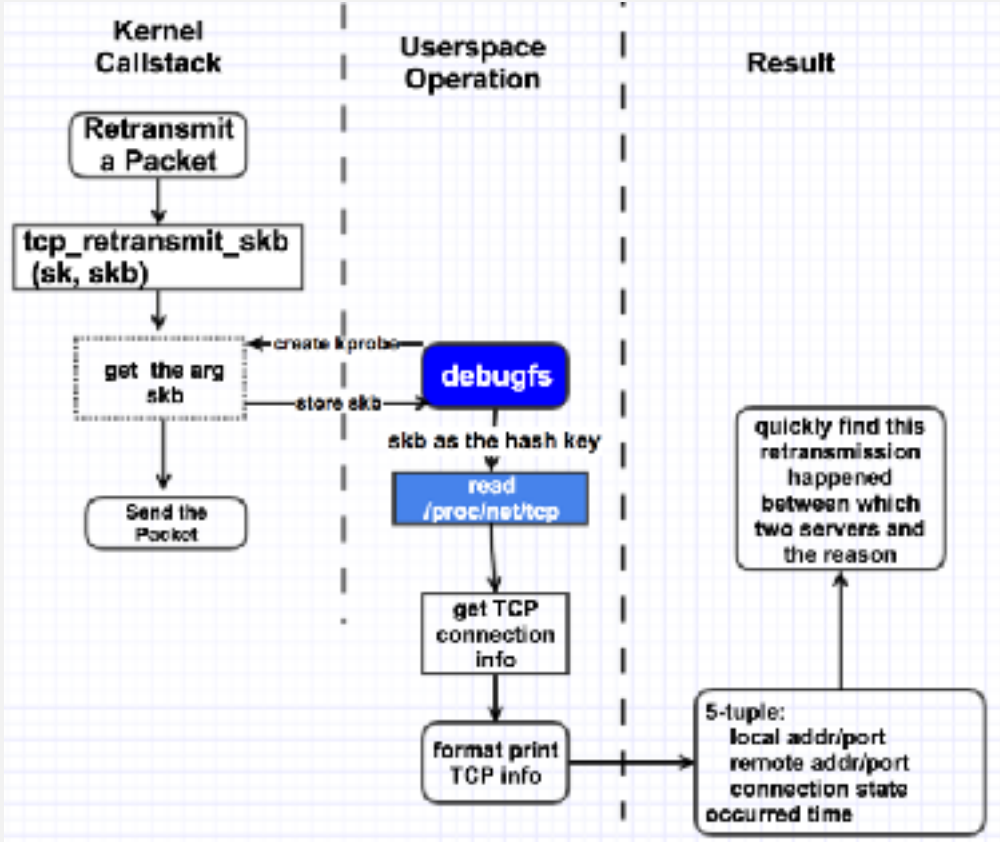 Kernel
Callstack
Userspace
Operation
Result
Retransmit
a Packet
tcp_retransmit_skb
(sk, skb)
get the arg
skb
Send the
Packet
create kprobe
store skb
debugfs
skb as the hash key
read
/proc/net/tcp
get TCP
connection
info
format print
TCP info
5-tuple:
local addr/port
remote addr/port
connection state
occurred time
quickly find this
retransmission
happened
between which
two servers and
the reason